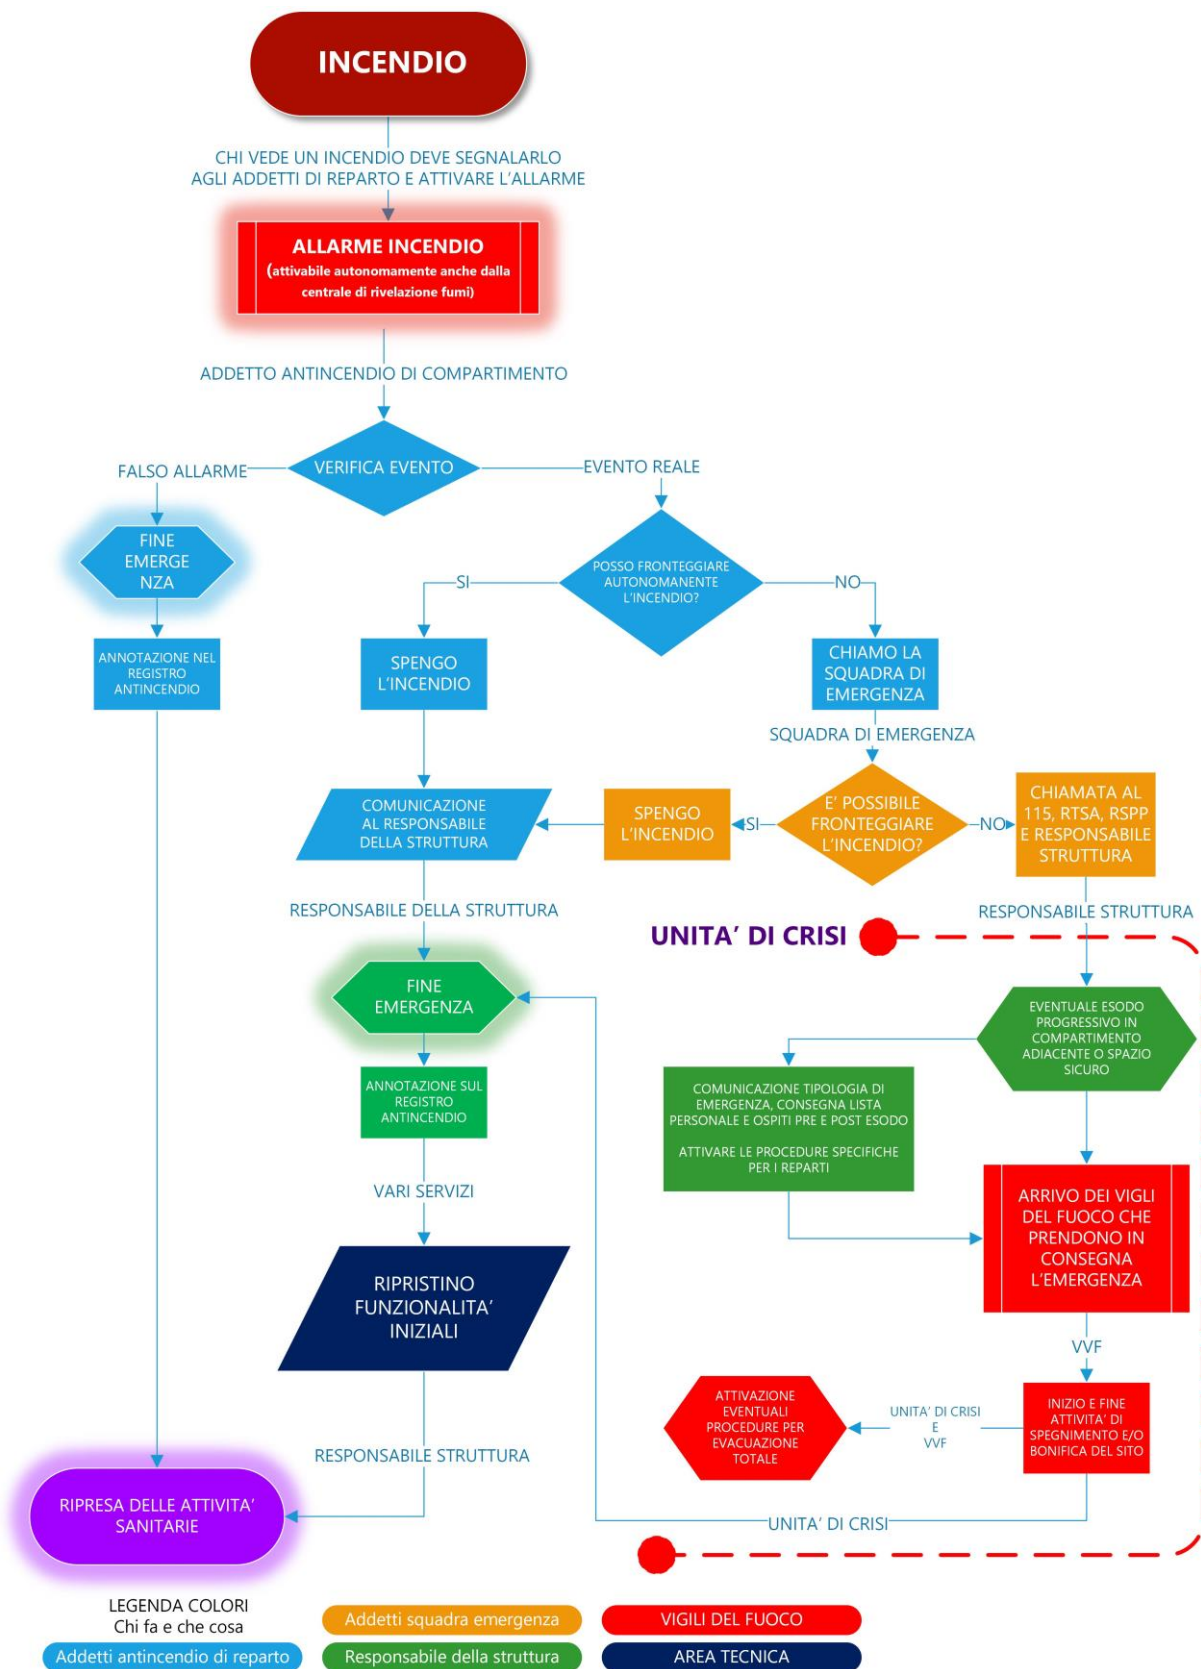 INCENDIO
CHI VEDE UN INCENDIO DEVE SEGNALARLO
AGLI ADDETTI DI REPARTO E ATTIVARE L'ALLARME
ALLARME INCENDIO
(attivabile autonomamente anche dalla
centrale di rivelazione fumi)
ADDETTO ANTINCENDIO DI COMPARTIMENTO
VERIFICA EVENTO
FALSO ALLARME
EVENTO REALE
FINE
EMERGE
NZA
POSSO FRONTEGGIARE
AUTONOMANENTE
L'INCENDIO?
SI
NO
ANNOTAZIONE NEL
REGISTRO
ANTINCENDIO
SPENGO
L'INCENDIO
CHIAMO LA
SQUADRA DI
EMERGENZA
SQUADRA DI EMERGENZA
COMUNICAZIONE
AL RESPONSABILE
DELLA STRUTTURA
SPENGO
L'INCENDIO
SI
E' POSSIBILE
FRONTEGGIARE
L'INCENDIO?
NO
CHIAMATA AL
115, RTSA, RSPP
E RESPONSABILE
STRUTTURA
RESPONSABILE DELLA STRUTTURA
RESPONSABILE STRUTTURA
UNITA' DI CRISI
FINE
EMERGENZA
EVENTUALE ESODO
PROGRESSIVO IN
COMPARTIMENTO
ADIACENTE O SPAZIO
SICURO
ANNOTAZIONE SUL
REGISTRO
ANTINCENDIO
COMUNICAZIONE TIPOLOGIA DI
EMERGENZA, CONSEGNA LISTA
PERSONALE E OSPITI PRE E POST ESODO
ATTIVARE LE PROCEDURE SPECIFICHE
PER I REPARTI
VARI SERVIZI
ARRIVO DEI VIGLI
DEL FUOCO CHE
PRENDONO IN
CONSEGNA
L'EMERGENZA
RIPRISTINO
FUNZIONALITA'
INIZIALI
VVF
ATTIVAZIONE
EVENTUALI
PROCEDURE PER
EVACUAZIONE
TOTALE
UNITA' DI CRISI
E
VVF
INIZIO E FINE
ATTIVITA' DI
SPEGNIMENTO E/O
BONIFICA DEL SITO
RESPONSABILE STRUTTURA
RIPRESA DELLE ATTIVITA'
SANITARIE
UNITA' DI CRISI
LEGENDA COLORI
Chi fa e che cosa
Addetti squadra emergenza
VIGILI DEL FUOCO
Addetti antincendio di reparto
Responsabile della struttura
AREA TECNICA